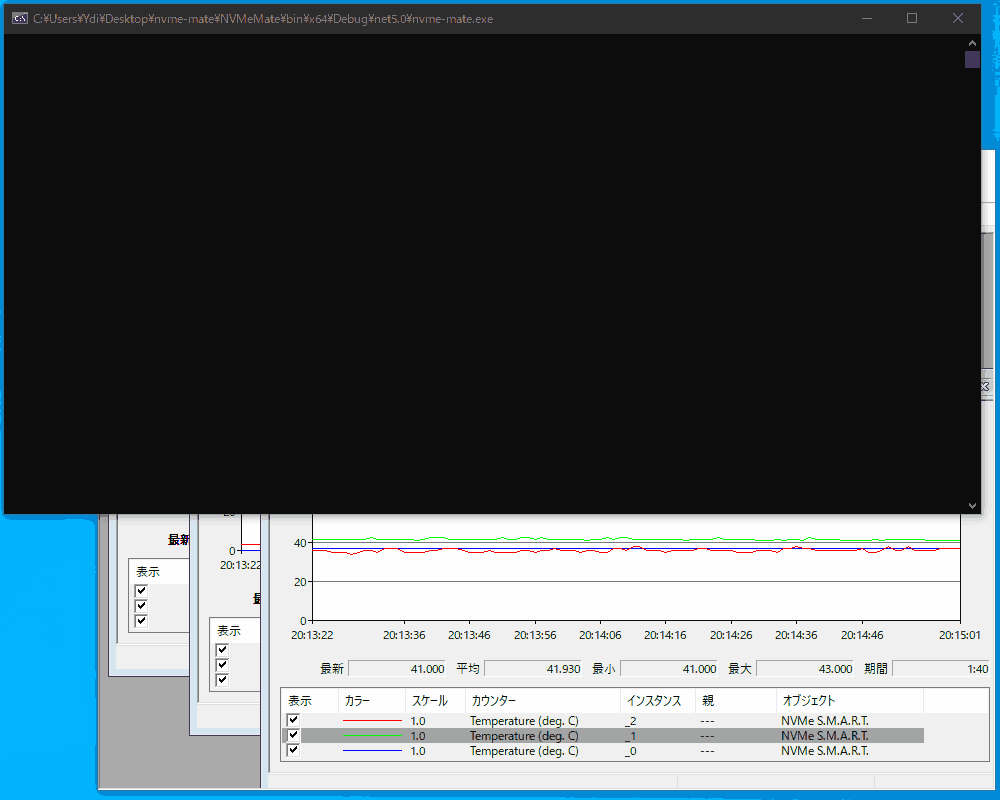 C:¥Users¥Ydi¥Desktop¥nvme-mate¥NVMeMate¥bin¥x64¥Debug¥net5.0¥nvme-mate.exe
最新
表示
0
20:13:22
表示
40
20
0
20:13:22 20:13:36 20:13:46 20:13:56 20:14:06 20:14:16 20:14:26 20:14:36 20:14:46 20:15:01
最新 41.000 平均 41.930 最小 41.000 最大 43.000 期間 1:40
表示 カラー スケール カウンター インスタンス 親 オブジェクト
1.0 Temperature (deg. C) _2 --- NVMe S.M.A.R.T.
1.0 Temperature (deg. C) _1 --- NVMe S.M.A.R.T.
1.0 Temperature (deg. C) _0 --- NVMe S.M.A.R.T.